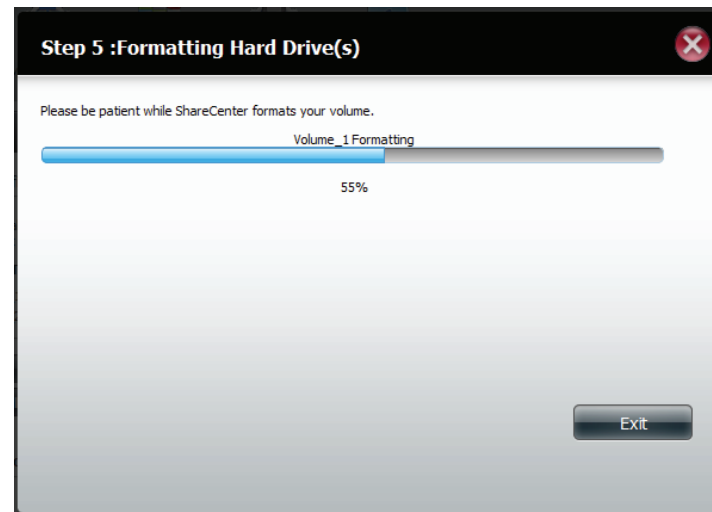 Step 5 :Formatting Hard Drive(s)
Please be patient while ShareCenter formats your volume.
Volume_1 Formatting
55%
Exit